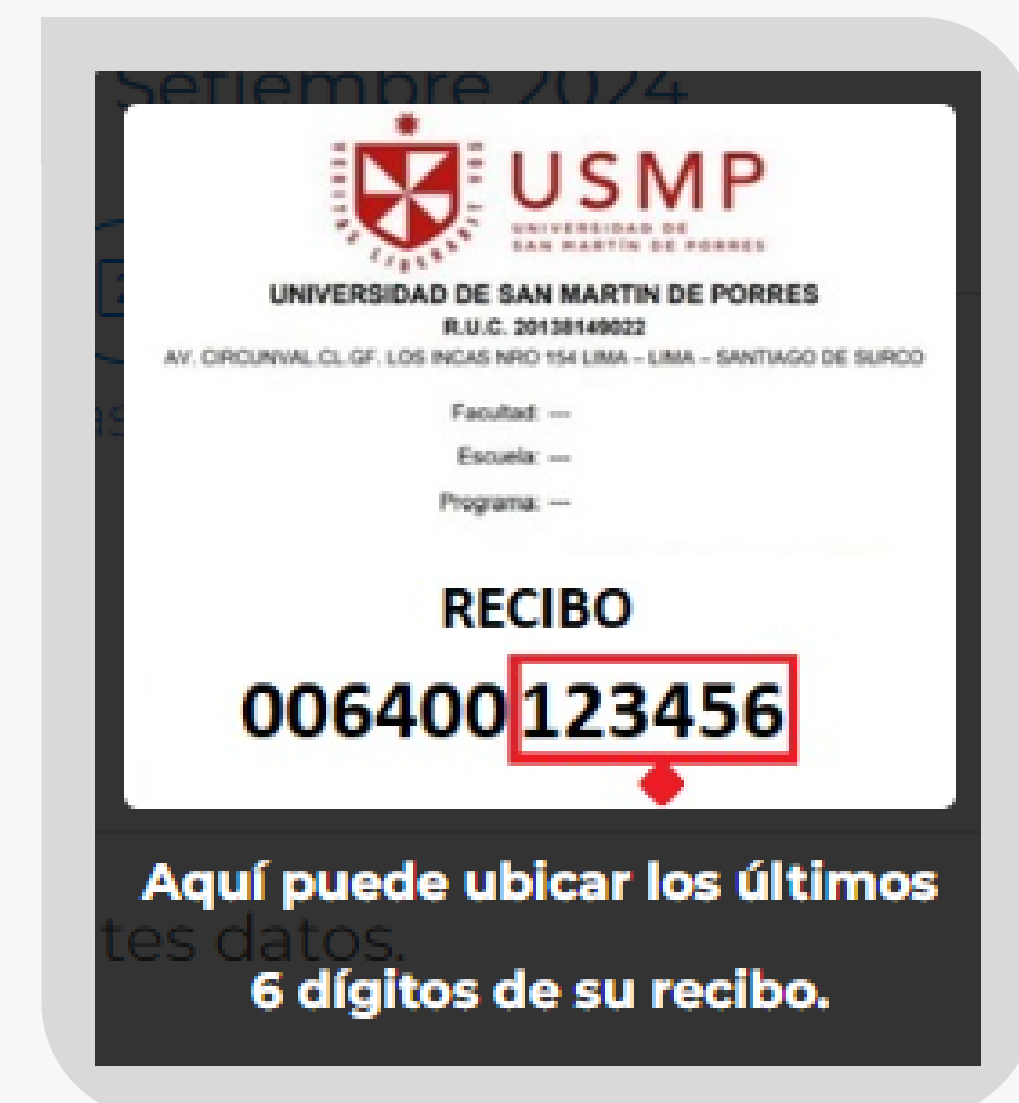 Setiembre 2024
USMP
UNIVERSIDAD DE
SAN MARTÍN DE PORRES
UNIVERSIDAD DE SAN MARTIN DE PORRES
R.U.C. 20138149022
AV. CIRCUNVAL.CL.GF. LOS INCAS NRO 154 LIMA – LIMA – SANTIAGO DE SURCO
Facultad: ---
Escuela: ---
Programa: ---
RECIBO
006400123456
Aquí puede ubicar los últimos
tes datos.
6 dígitos de su recibo.